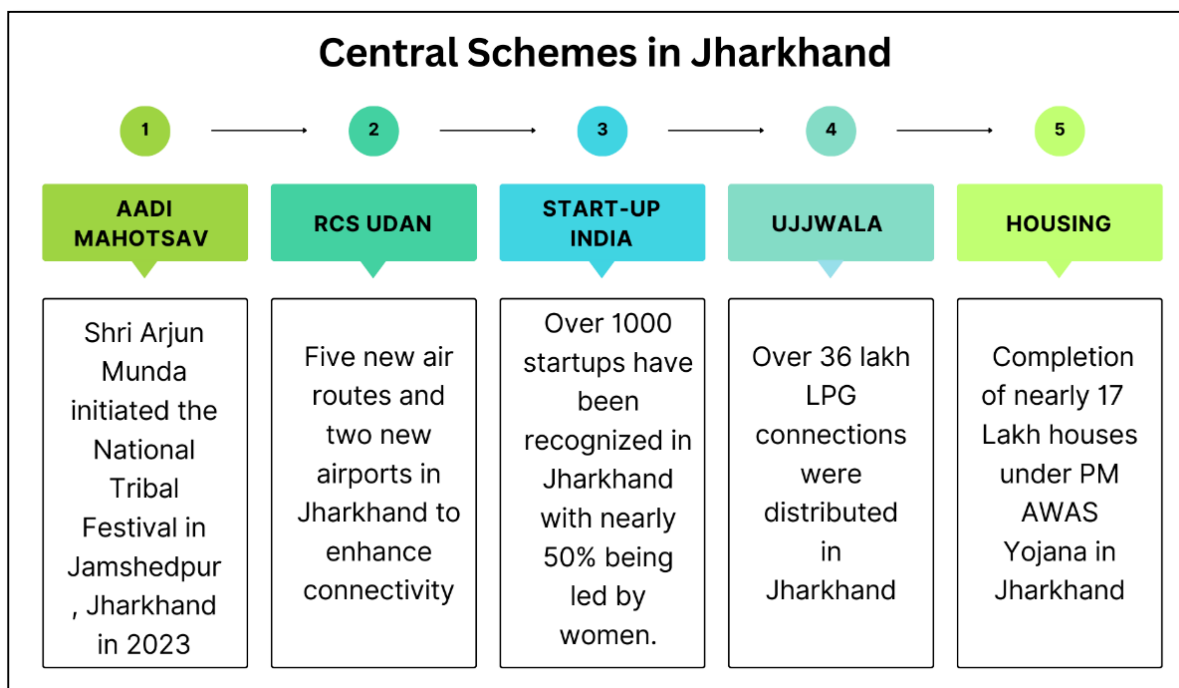 Central Schemes in Jharkhand
1
2
3
4
5
AADI
MAHOTSAV
RCS UDAN
START-UP
INDIA
UJJWALA
HOUSING
Shri Arjun
Munda
initiated the
National
Tribal
Festival in
Jamshedpur
, Jharkhand
in 2023
Five new air
routes and
two new
airports in
Jharkhand to
enhance
connectivity
Over 1000
startups have
been
recognized in
Jharkhand
with nearly
50% being
led by
women.
Over 36 lakh
LPG
connections
were
distributed
in
Jharkhand
Completion
of nearly 17
Lakh houses
under PM
AWAS
Yojana in
Jharkhand